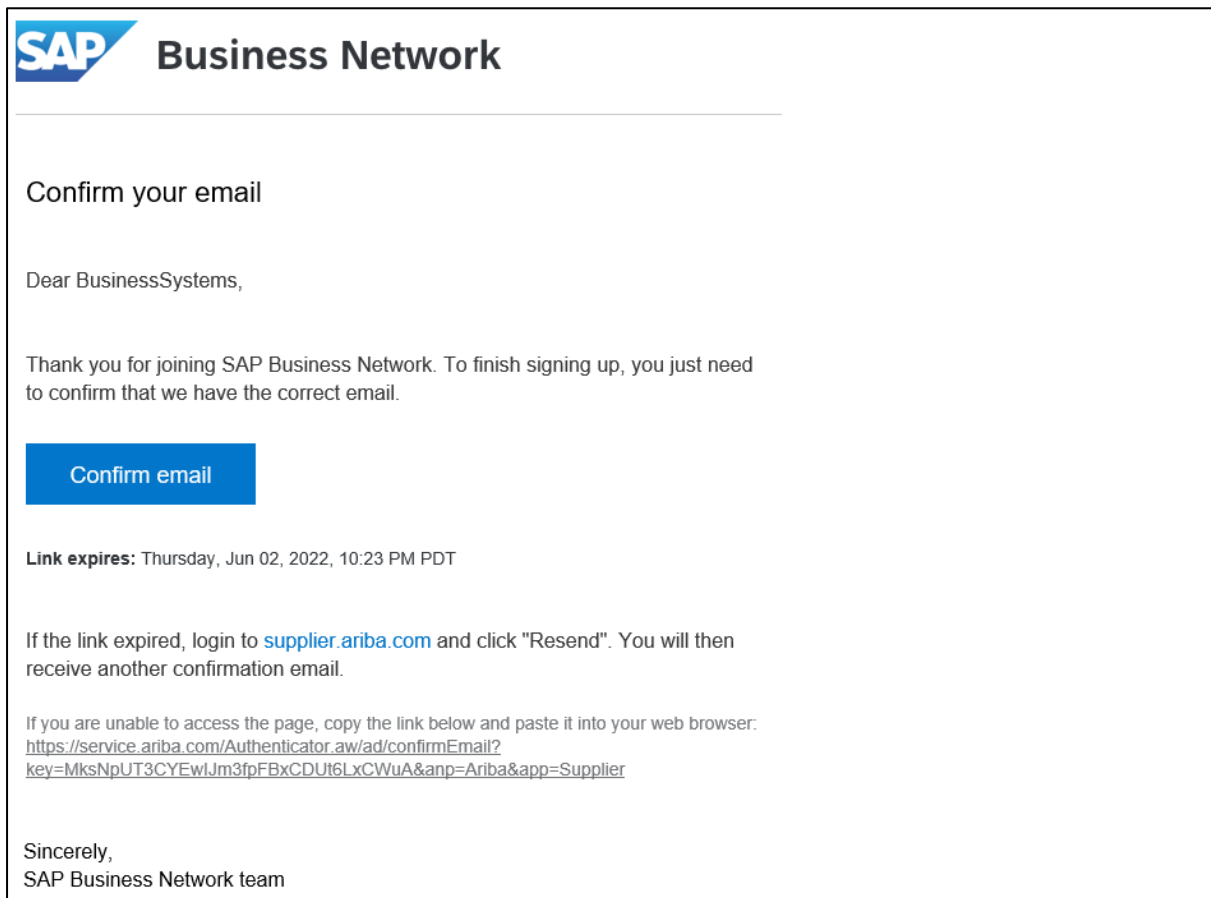 SAP Business Network
Confirm your email
Dear BusinessSystems,
Thank you for joining SAP Business Network. To finish signing up, you just need
to confirm that we have the correct email.
Confirm email
Link expires: Thursday, Jun 02, 2022, 10:23 PM PDT
If the link expired, login to supplier.ariba.com and click "Resend". You will then
receive another confirmation email.
If you are unable to access the page, copy the link below and paste it into your web browser:
https://service.ariba.com/Authenticator.aw/ad/confirmEmail?
key=MksNpUT3CYEwIJm3fpFBxCDUt6LxCWuA&anp=Ariba&app=Supplier
Sincerely,
SAP Business Network team